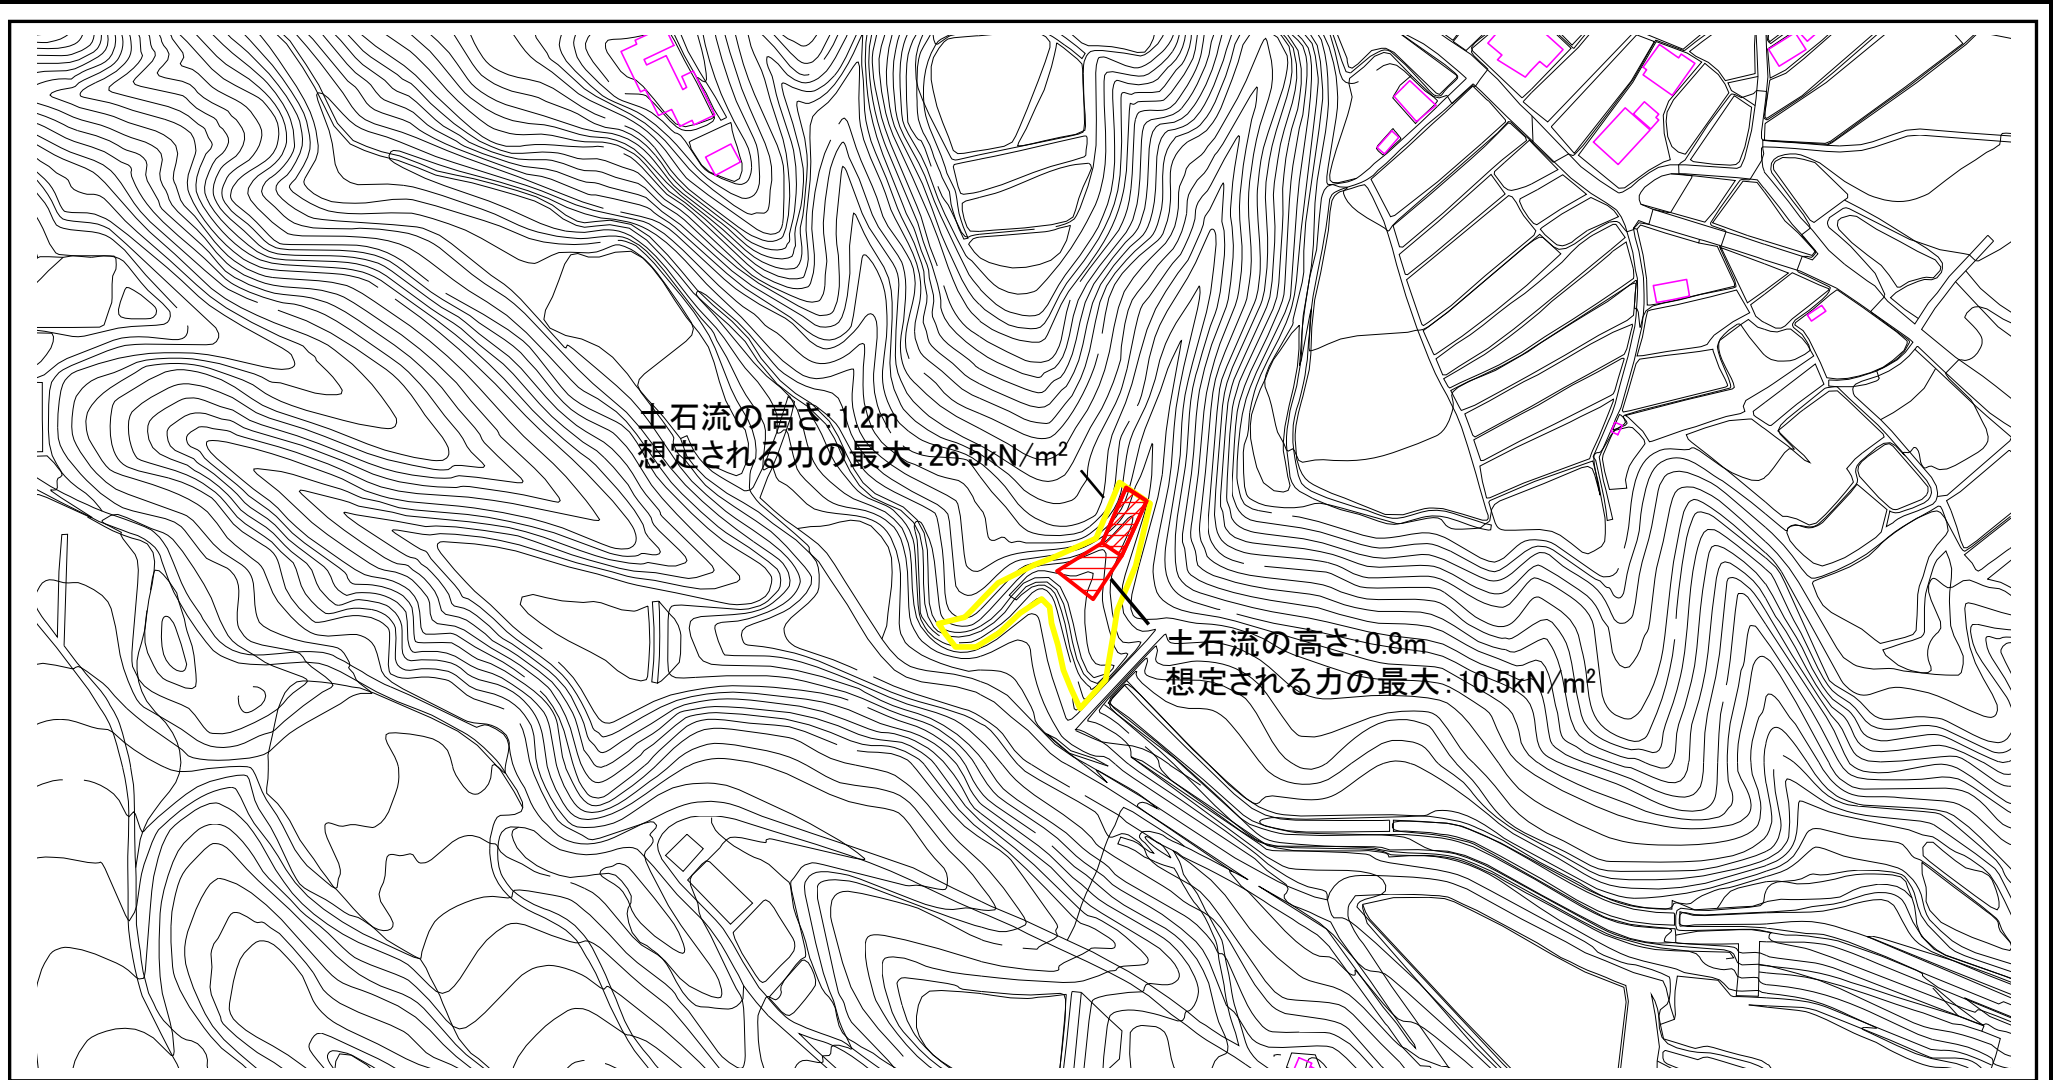 土石流の高さ:1.2m
想定される力の最大:26.5kN/m²
土石流の高さ:0.8m
想定される力の最大:10.5kN/m²